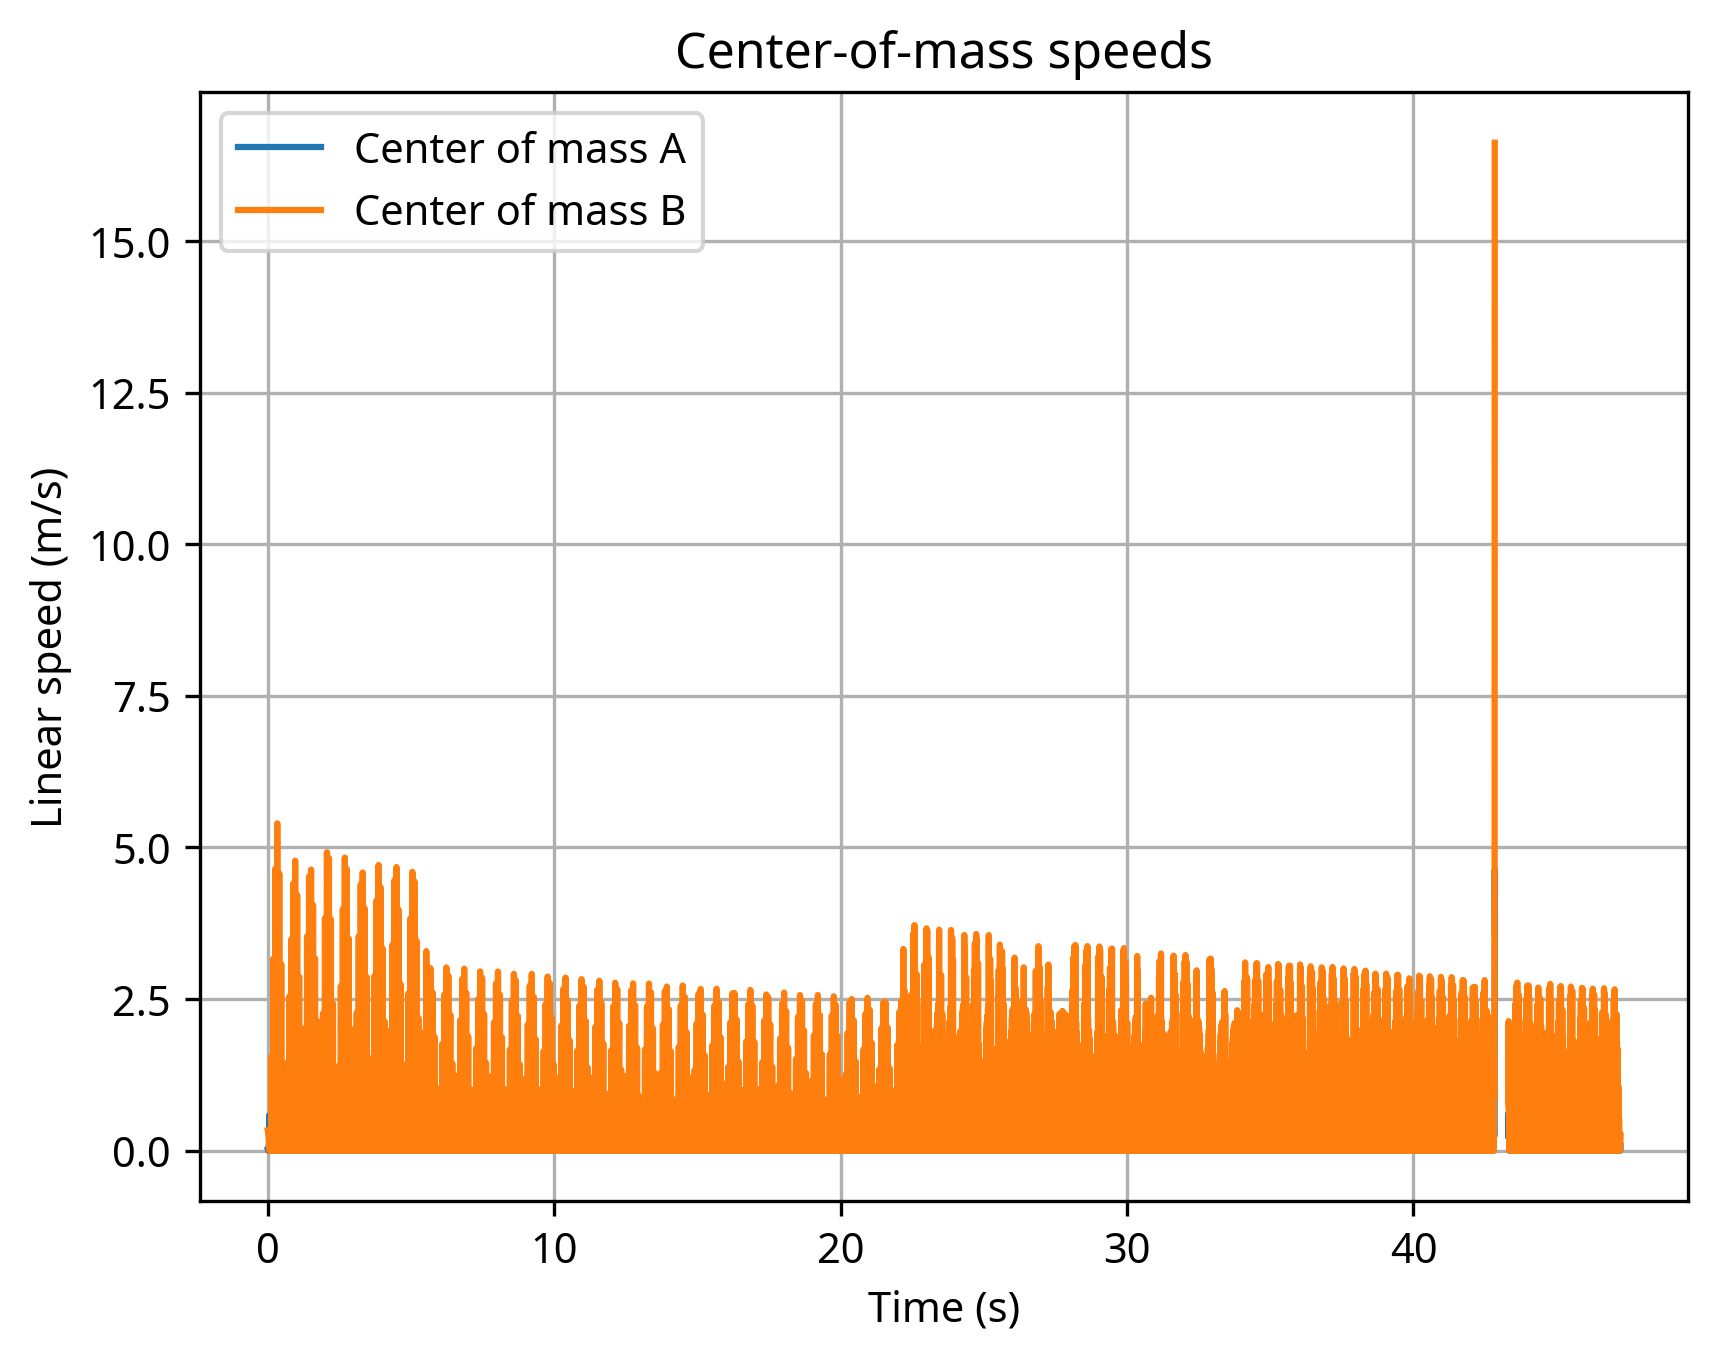 Center-of-mass speeds
Center of mass A
Center of mass B
15.0
12.5
10.0
7.5
5.0
2.5
0.0
Linear speed (m/s)
0 10 20 30 40
Time (s)